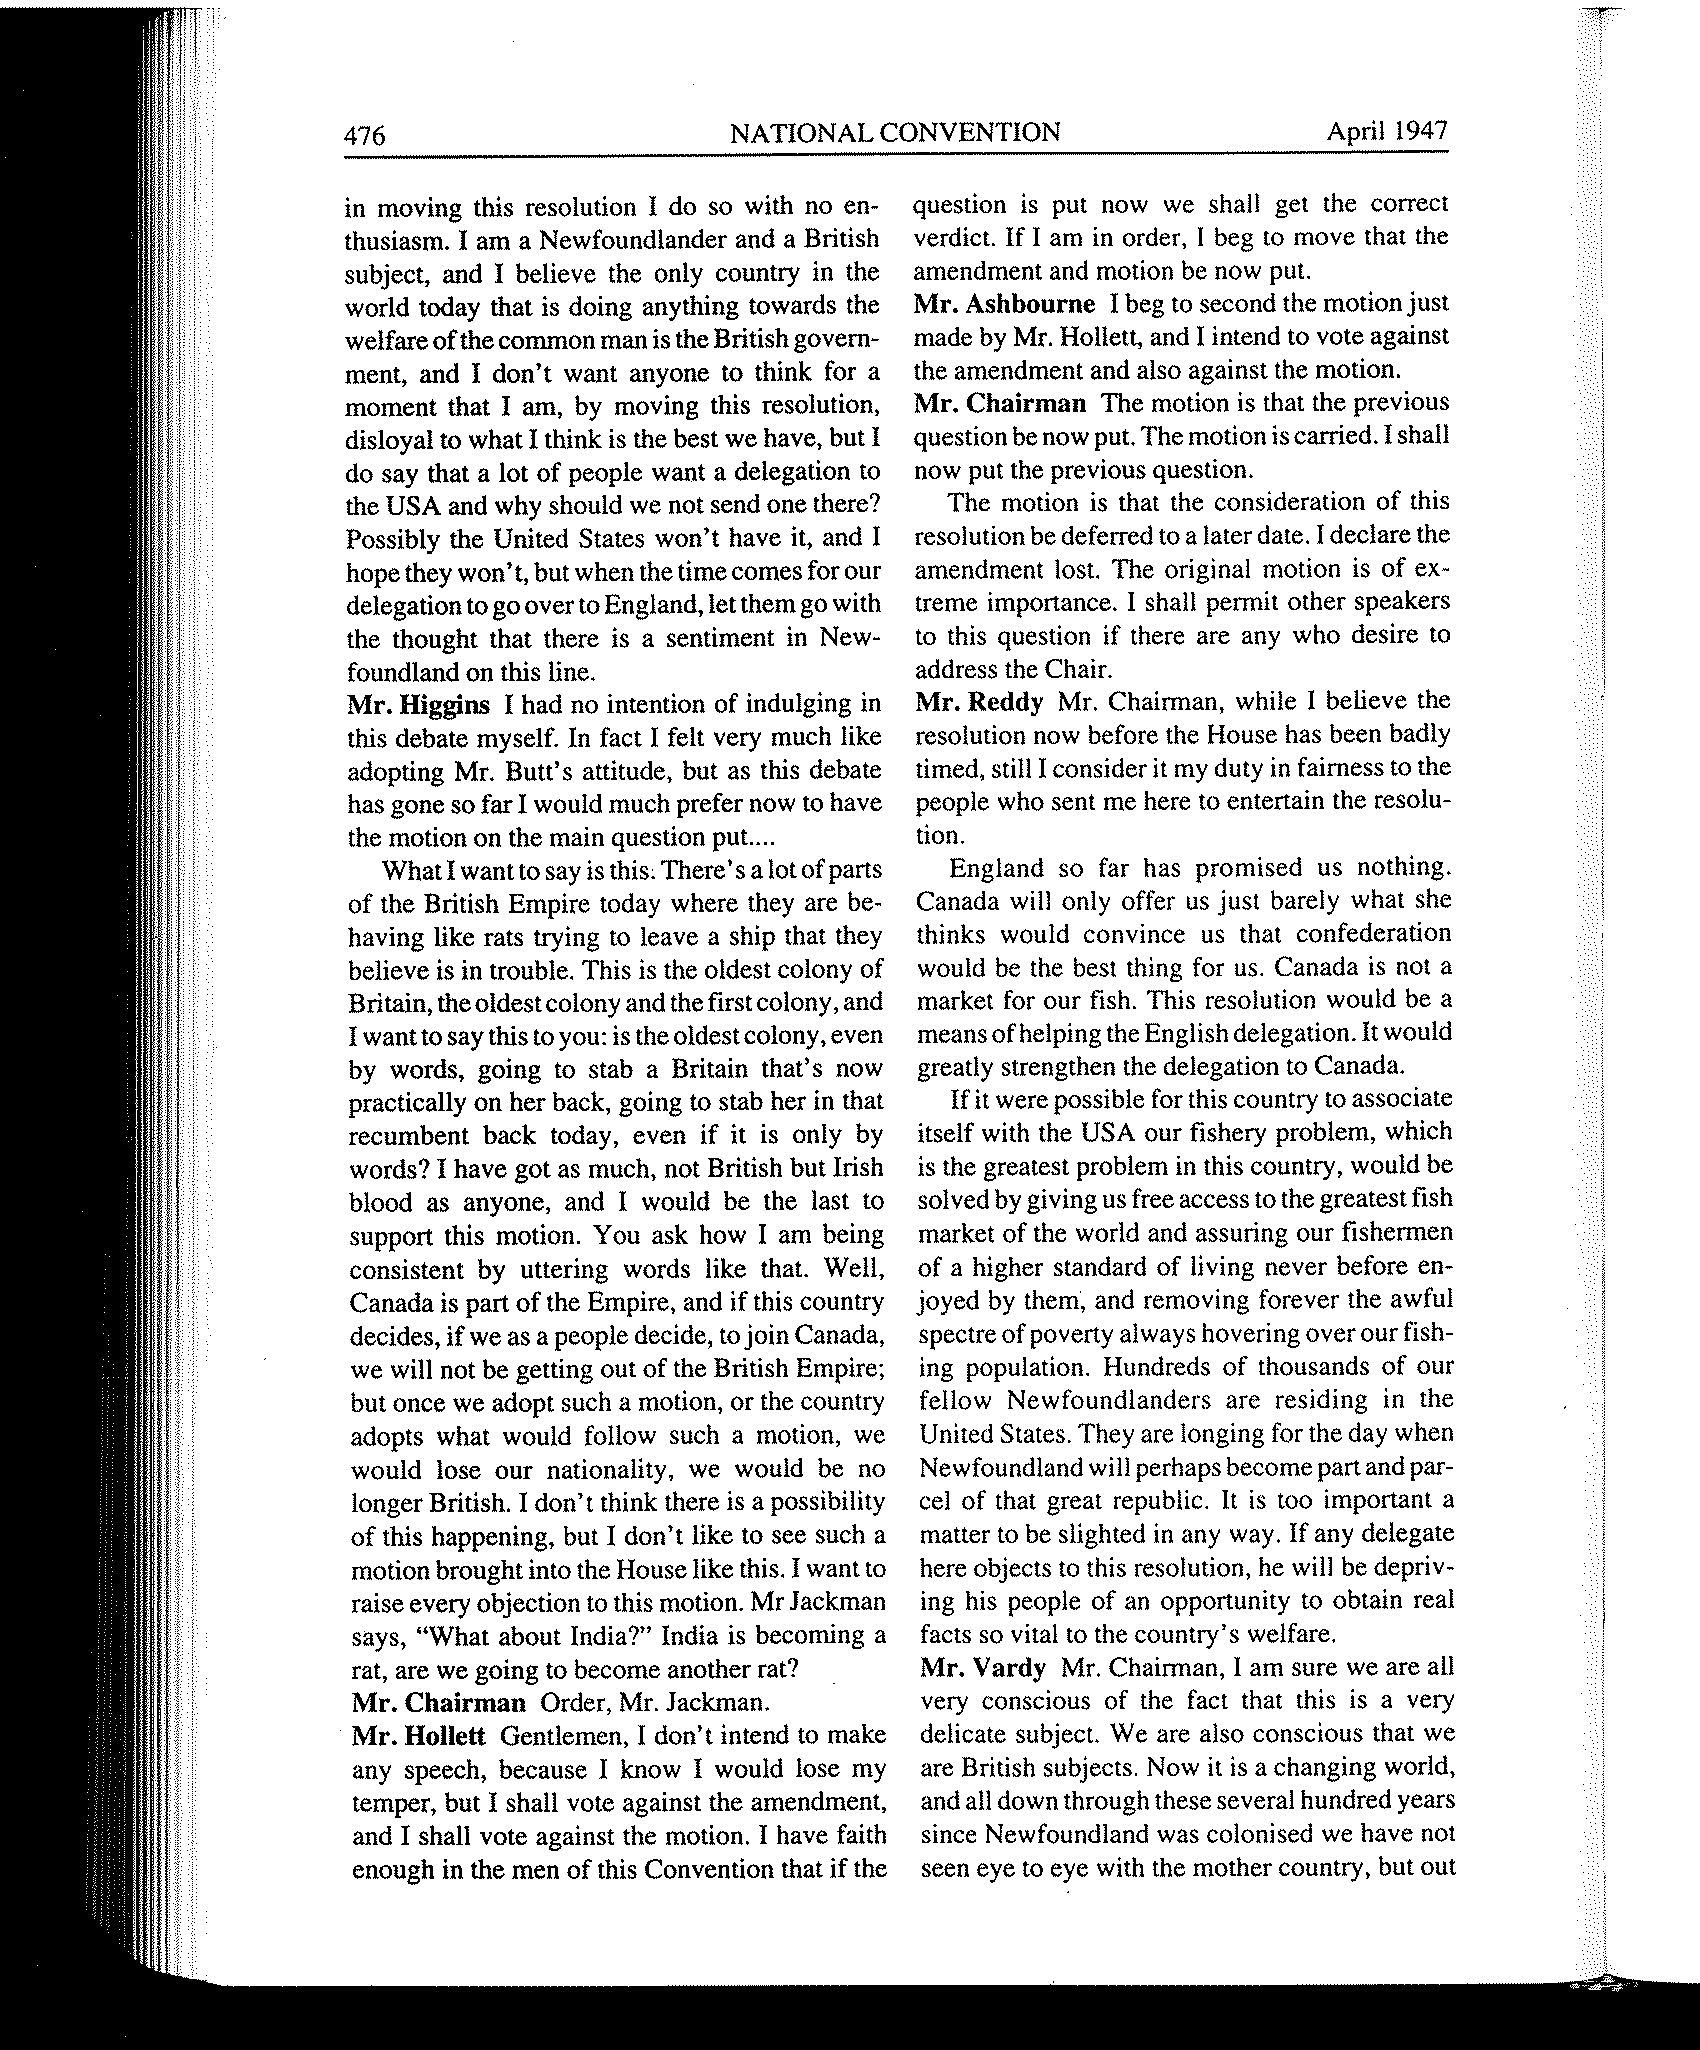 476 NATIONAL CONVENTION April 1947
in moving this resolution I do so with no en-
thusiasm. I am a Newfoundlander and a British
subject, and I believe the only country in the
world today that is doing anything towards the
welfare of the common man is the British govern-
ment, and I don't want anyone to think for a
moment that I am, by moving this resolution,
disloyal to what I think is the best we have, but I
do say that a lot of people want a delegation to
the USA and why should we not send one there?
Possibly the United States won't have it, and I
hope they won't, but when the time comes for our
delegation to go over to England, let them go with
the thought that there is a sentiment in New-
foundland on this line.
Mr. Higgins I had no intention of indulging in
this debate myself. In fact I felt very much like
adopting Mr. Butt's attitude, but as this debate
has gone so far I would much prefer now to have
the motion on the main question put....
What I want to say is this. There's a lot of parts
of the British Empire today where they are be-
having like rats trying to leave a ship that they
believe is in trouble. This is the oldest colony of
Britain, the oldest colony and the first colony, and
I want to say this to you: is the oldest colony, even
by words, going to stab a Britain that's now
practically on her back, going to stab her in that
recumbent back today, even if it is only by
words? I have got as much, not British but Irish
blood as anyone, and I would be the last to
support this motion. You ask how I am being
consistent by uttering words like that. Well,
Canada is part of the Empire, and if this country
decides, if we as a people decide, to join Canada,
we will not be getting out of the British Empire;
but once we adopt such a motion, or the country
adopts what would follow such a motion, we
would lose our nationality, we would be no
longer British. I don't think there is a possibility
of this happening, but I don't like to see such a
motion brought into the House like this. I want to
raise every objection to this motion. Mr Jackman
says, "What about India?" India is becoming a
rat, are we going to become another rat?
Mr. Chairman Order, Mr. Jackman.
Mr. Hollett Gentlemen, I don't intend to make
any speech, because I know I would lose my
temper, but I shall vote against the amendment,
and I shall vote against the motion. I have faith
enough in the men of this Convention that if the
question is put now we shall get the correct
verdict. If I am in order, I beg to move that the
amendment and motion be now put.
Mr. Ashbourne I beg to second the motion just
made by Mr. Hollett, and I intend to vote against
the amendment and also against the motion.
Mr. Chairman The motion is that the previous
question be now put. The motion is carried. I shall
now put the previous question.
The motion is that the consideration of this
resolution be deferred to a later date. I declare the
amendment lost. The original motion is of ex-
treme importance. I shall permit other speakers
to this question if there are any who desire to
address the Chair.
Mr. Reddy Mr. Chairman, while I believe the
resolution now before the House has been badly
timed, still I consider it my duty in fairness to the
people who sent me here to entertain the resolu-
tion.
England so far has promised us nothing.
Canada will only offer us just barely what she
thinks would convince us that confederation
would be the best thing for us. Canada is not a
market for our fish. This resolution would be a
means of helping the English delegation. It would
greatly strengthen the delegation to Canada.
If it were possible for this country to associate
itself with the USA our fishery problem, which
is the greatest problem in this country, would be
solved by giving us free access to the greatest fish
market of the world and assuring our fishermen
of a higher standard of living never before en-
joyed by them, and removing forever the awful
spectre of poverty always hovering over our fish-
ing population. Hundreds of thousands of our
fellow Newfoundlanders are residing in the
United States. They are longing for the day when
Newfoundland will perhaps become part and par-
cel of that great republic. It is too important a
matter to be slighted in any way. If any delegate
here objects to this resolution, he will be depriv-
ing his people of an opportunity to obtain real
facts so vital to the country's welfare.
Mr. Vardy Mr. Chairman, I am sure we are all
very conscious of the fact that this is a very
delicate subject. We are also conscious that we
are British subjects. Now it is a changing world,
and all down through these several hundred years
since Newfoundland was colonised we have not
seen eye to eye with the mother country, but out